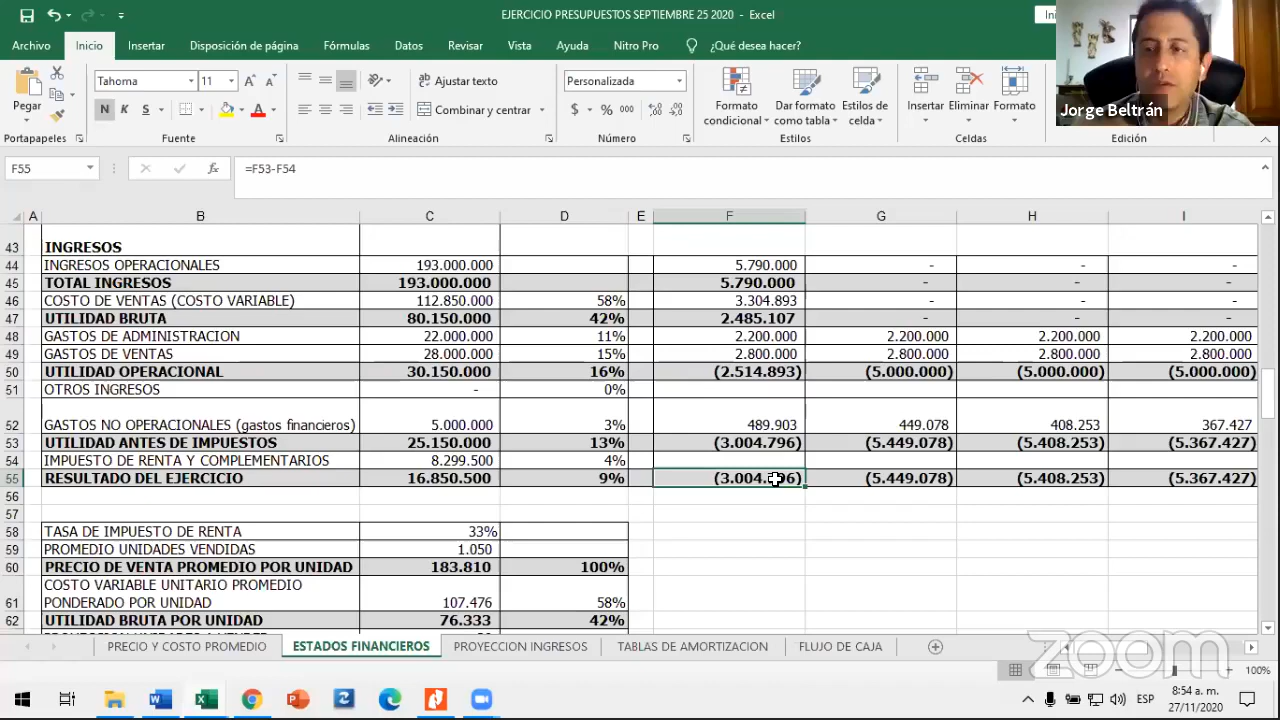 EJERCICIO PRESUPUESTOS SEPTIEMBRE 25 2020 - Excel
Archivo Inicio Insertar Disposición de página Fórmulas Datos Revisar Vista Ayuda Nitro Pro ¿Qué desea hacer?
Jorge Beltrán
Tahoma 11 Ajustar texto Personalizada
Pegar N K S Combinar y centrar $ % 000 Formato condicional Dar formato como tabla Estilos de celda Insertar Eliminar Formato
Portapapeles Fuente Alineación Número Estilos Celdas Edición
F55 fx =F53-F54
A B C D E F G H I
43 INGRESOS
44 INGRESOS OPERACIONALES 193.000.000 5.790.000 - - -
45 TOTAL INGRESOS 193.000.000 5.790.000 - - -
46 COSTO DE VENTAS (COSTO VARIABLE) 112.850.000 58% 3.304.893 - - -
47 UTILIDAD BRUTA 80.150.000 42% 2.485.107 - - -
48 GASTOS DE ADMINISTRACION 22.000.000 11% 2.200.000 2.200.000 2.200.000 2.200.000
49 GASTOS DE VENTAS 28.000.000 15% 2.800.000 2.800.000 2.800.000 2.800.000
50 UTILIDAD OPERACIONAL 30.150.000 16% (2.514.893) (5.000.000) (5.000.000) (5.000.000)
51 OTROS INGRESOS - 0%
52 GASTOS NO OPERACIONALES (gastos financieros) 5.000.000 3% 489.903 449.078 408.253 367.427
53 UTILIDAD ANTES DE IMPUESTOS 25.150.000 13% (3.004.796) (5.449.078) (5.408.253) (5.367.427)
54 IMPUESTO DE RENTA Y COMPLEMENTARIOS 8.299.500 4%
55 RESULTADO DEL EJERCICIO 16.850.500 9% (3.004.796) (5.449.078) (5.408.253) (5.367.427)
56
57
58 TASA DE IMPUESTO DE RENTA 33%
59 PROMEDIO UNIDADES VENDIDAS 1.050
60 PRECIO DE VENTA PROMEDIO POR UNIDAD 183.810 100%
COSTO VARIABLE UNITARIO PROMEDIO
61 PONDERADO POR UNIDAD 107.476 58%
62 UTILIDAD BRUTA POR UNIDAD 76.333 42%
PRECIO Y COSTO PROMEDIO ESTADOS FINANCIEROS PROYECCION INGRESOS TABLAS DE AMORTIZACION FLUJO DE CAJA
zoom
100%
ESP 8:54 a. m.
27/11/2020